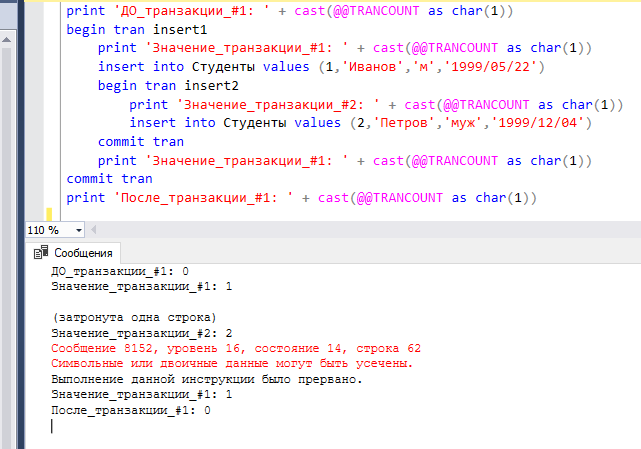 print 'ДО_транзакции_#1: ' + cast(@@TRANCOUNT as char(1))
begin tran insert1
print 'Значение_транзакции_#1: ' + cast(@@TRANCOUNT as char(1))
insert into Студенты values (1,'Иванов','м','1999/05/22')
begin tran insert2
print 'Значение_транзакции_#2: ' + cast(@@TRANCOUNT as char(1))
insert into Студенты values (2,'Петров','муж','1999/12/04')
commit tran
print 'Значение_транзакции_#1: ' + cast(@@TRANCOUNT as char(1))
commit tran
print 'После_транзакции_#1: ' + cast(@@TRANCOUNT as char(1))
110 %
Сообщения
ДО_транзакции_#1: 0
Значение_транзакции_#1: 1
(затронута одна строка)
Значение_транзакции_#2: 2
Сообщение 8152, уровень 16, состояние 14, строка 62
Символьные или двоичные данные могут быть усечены.
Выполнение данной инструкции было прервано.
Значение_транзакции_#1: 1
После_транзакции_#1: 0